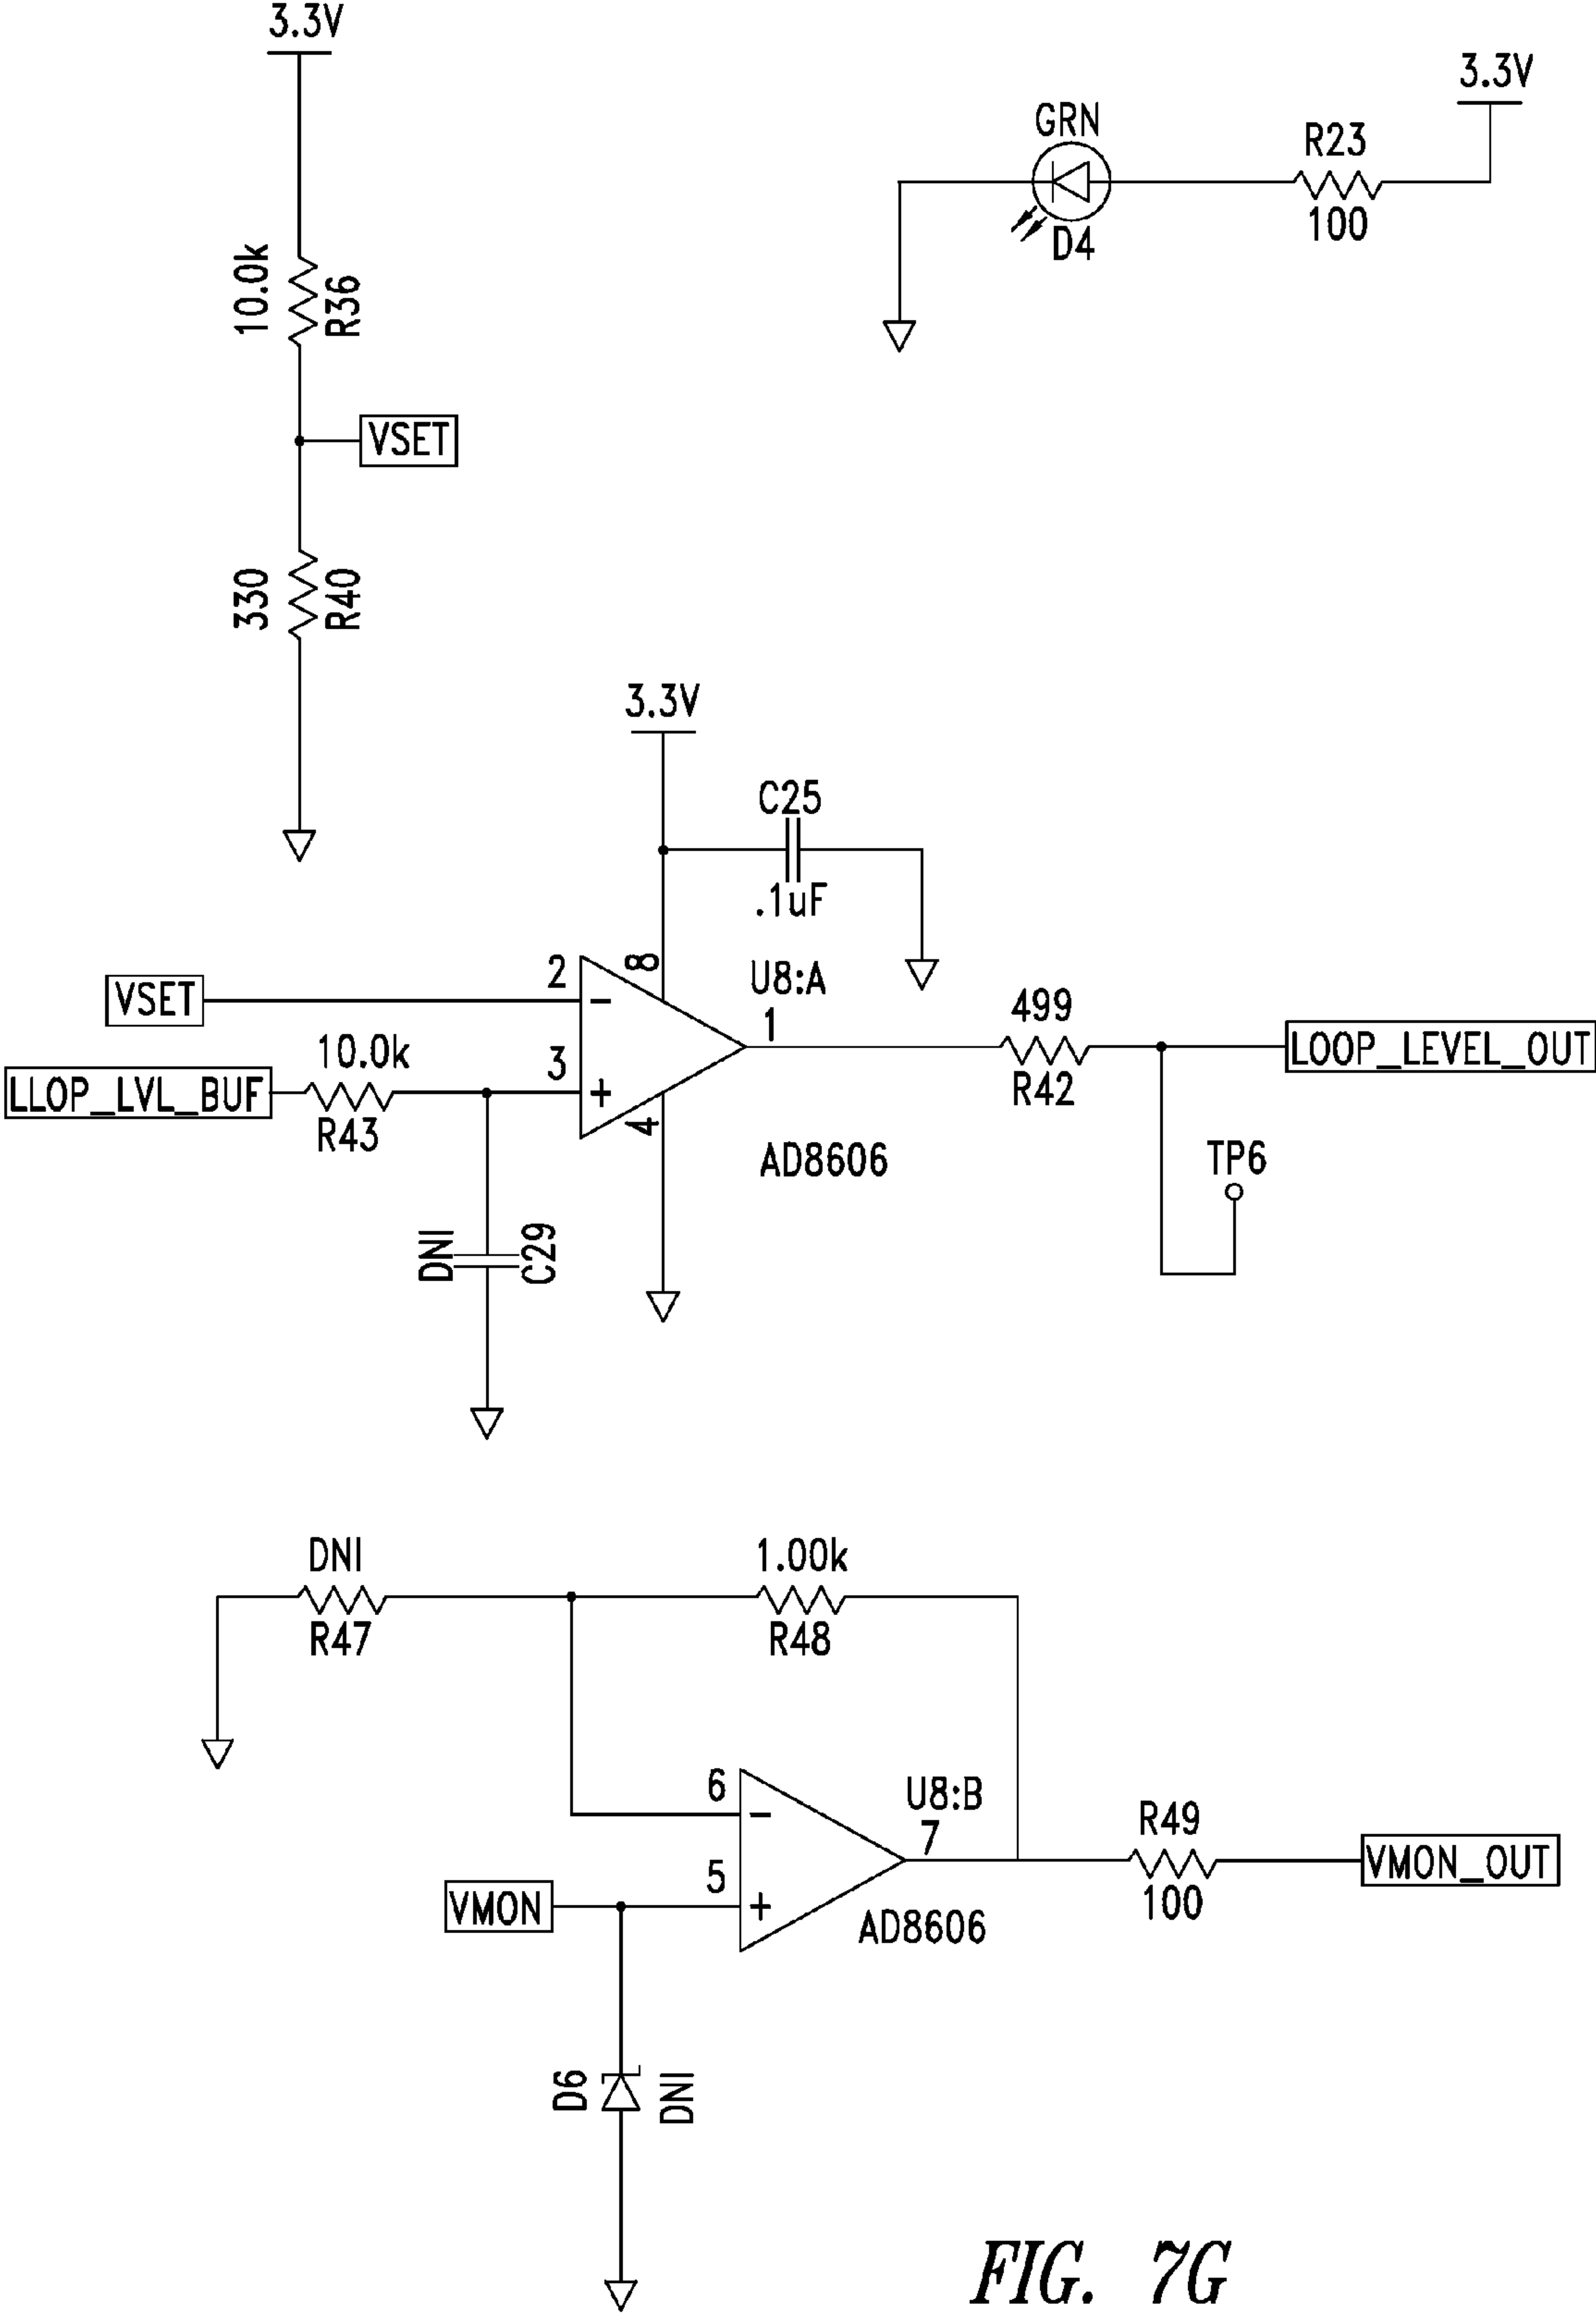 3.3V
3.3V
GRN
R23
100
D4
10.0k
R36
VSET
330
R40
3.3V
C25
.1uF
VSET
2
-
8
U8:A
1
499
R42
LOOP_LEVEL_OUT
LLOP_LVL_BUF
10.0k
R43
3
+
4
AD8606
TP6
DNI
C29
DNI
R47
1.00k
R48
6
-
U8:B
7
R49
100
VMON_OUT
VMON
5
+
AD8606
D6
DNI
FIG. 7G